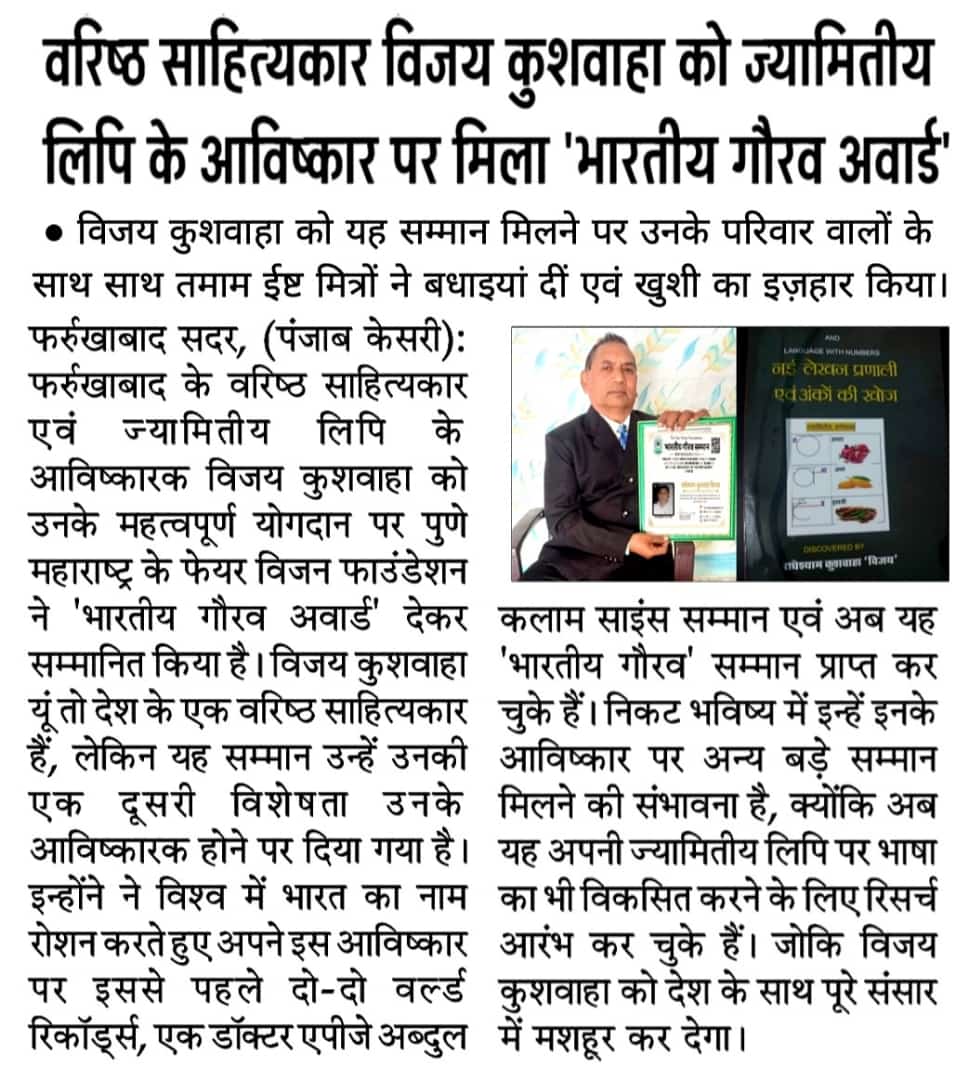 वरिष्ठ साहित्यकार विजय कुशवाहा को ज्यामितीय
लिपि के आविष्कार पर मिला 'भारतीय गौरव अवार्ड'
● विजय कुशवाहा को यह सम्मान मिलने पर उनके परिवार वालों के
साथ साथ तमाम ईष्ट मित्रों ने बधाइयां दीं एवं खुशी का इज़हार किया।
फर्रुखाबाद सदर, (पंजाब केसरी):
फर्रुखाबाद के वरिष्ठ साहित्यकार
एवं ज्यामितीय लिपि के
आविष्कारक विजय कुशवाहा को
उनके महत्वपूर्ण योगदान पर पुणे
महाराष्ट्र के फेयर विजन फाउंडेशन
ने 'भारतीय गौरव अवार्ड' देकर
सम्मानित किया है। विजय कुशवाहा
यूं तो देश के एक वरिष्ठ साहित्यकार
हैं, लेकिन यह सम्मान उन्हें उनकी
एक दूसरी विशेषता उनके
आविष्कारक होने पर दिया गया है।
इन्होंने ने विश्व में भारत का नाम
रोशन करते हुए अपने इस आविष्कार
पर इससे पहले दो-दो वर्ल्ड
रिकॉर्ड्स, एक डॉक्टर एपीजे अब्दुल
भारतीय गौरव सम्मान
AND
LANGUAGE WITH NUMBERS
नई लेखन प्रणाली
एवं अंकों की खोज
DISCOVERED BY
राधेश्याम कुशवाहा 'विजय'
कलाम साइंस सम्मान एवं अब यह
'भारतीय गौरव' सम्मान प्राप्त कर
चुके हैं। निकट भविष्य में इन्हें इनके
आविष्कार पर अन्य बड़े सम्मान
मिलने की संभावना है, क्योंकि अब
यह अपनी ज्यामितीय लिपि पर भाषा
का भी विकसित करने के लिए रिसर्च
आरंभ कर चुके हैं। जोकि विजय
कुशवाहा को देश के साथ पूरे संसार
में मशहूर कर देगा।